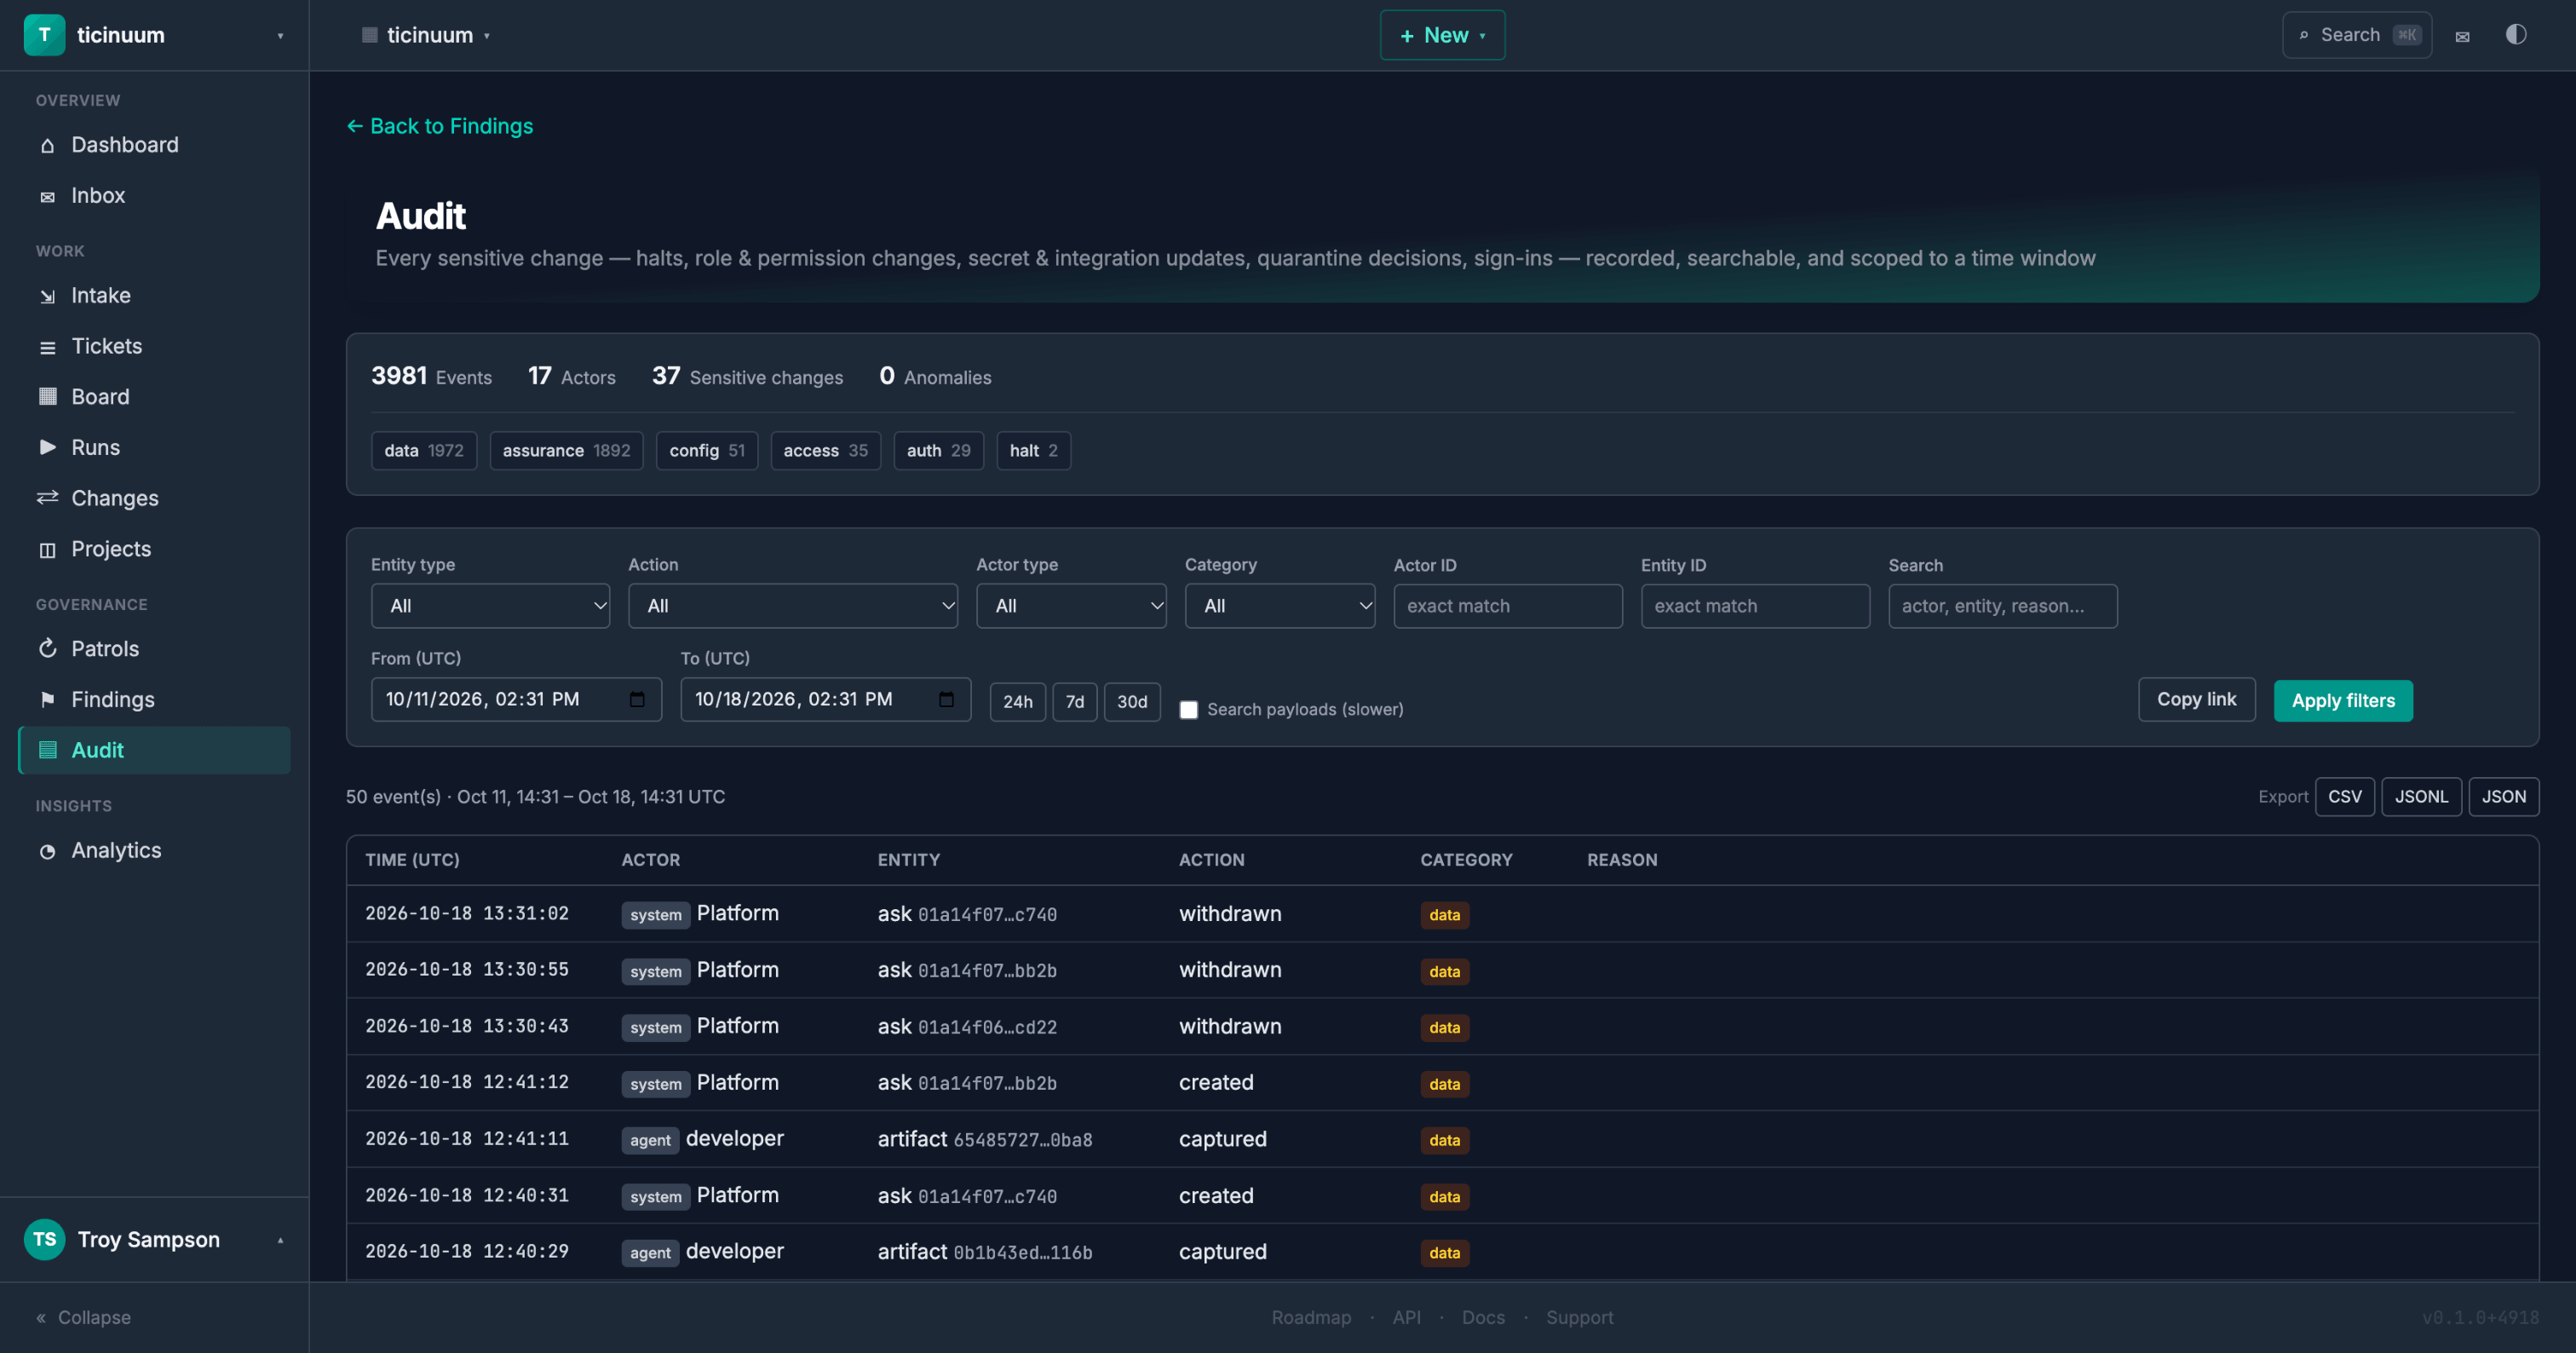 T ticinuum
ticinuum
+ New
Search ⌘K
OVERVIEW
Dashboard
Inbox
WORK
Intake
Tickets
Board
Runs
Changes
Projects
GOVERNANCE
Patrols
Findings
Audit
INSIGHTS
Analytics
TS Troy Sampson
« Collapse
← Back to Findings
Audit
Every sensitive change — halts, role & permission changes, secret & integration updates, quarantine decisions, sign-ins — recorded, searchable, and scoped to a time window
3981 Events 17 Actors 37 Sensitive changes 0 Anomalies
data 1972 assurance 1892 config 51 access 35 auth 29 halt 2
Entity type Action Actor type Category Actor ID Entity ID Search
All All All All exact match exact match actor, entity, reason...
From (UTC) To (UTC)
10/11/2026, 02:31 PM 10/18/2026, 02:31 PM 24h 7d 30d Search payloads (slower) Copy link Apply filters
50 event(s) · Oct 11, 14:31 – Oct 18, 14:31 UTC Export CSV JSONL JSON
TIME (UTC) ACTOR ENTITY ACTION CATEGORY REASON
2026-10-18 13:31:02 system Platform ask 01a14f07…c740 withdrawn data
2026-10-18 13:30:55 system Platform ask 01a14f07…bb2b withdrawn data
2026-10-18 13:30:43 system Platform ask 01a14f06…cd22 withdrawn data
2026-10-18 12:41:12 system Platform ask 01a14f07…bb2b created data
2026-10-18 12:41:11 agent developer artifact 65485727…0ba8 captured data
2026-10-18 12:40:31 system Platform ask 01a14f07…c740 created data
2026-10-18 12:40:29 agent developer artifact 0b1b43ed…116b captured data
Roadmap · API · Docs · Support
v0.1.0+4918